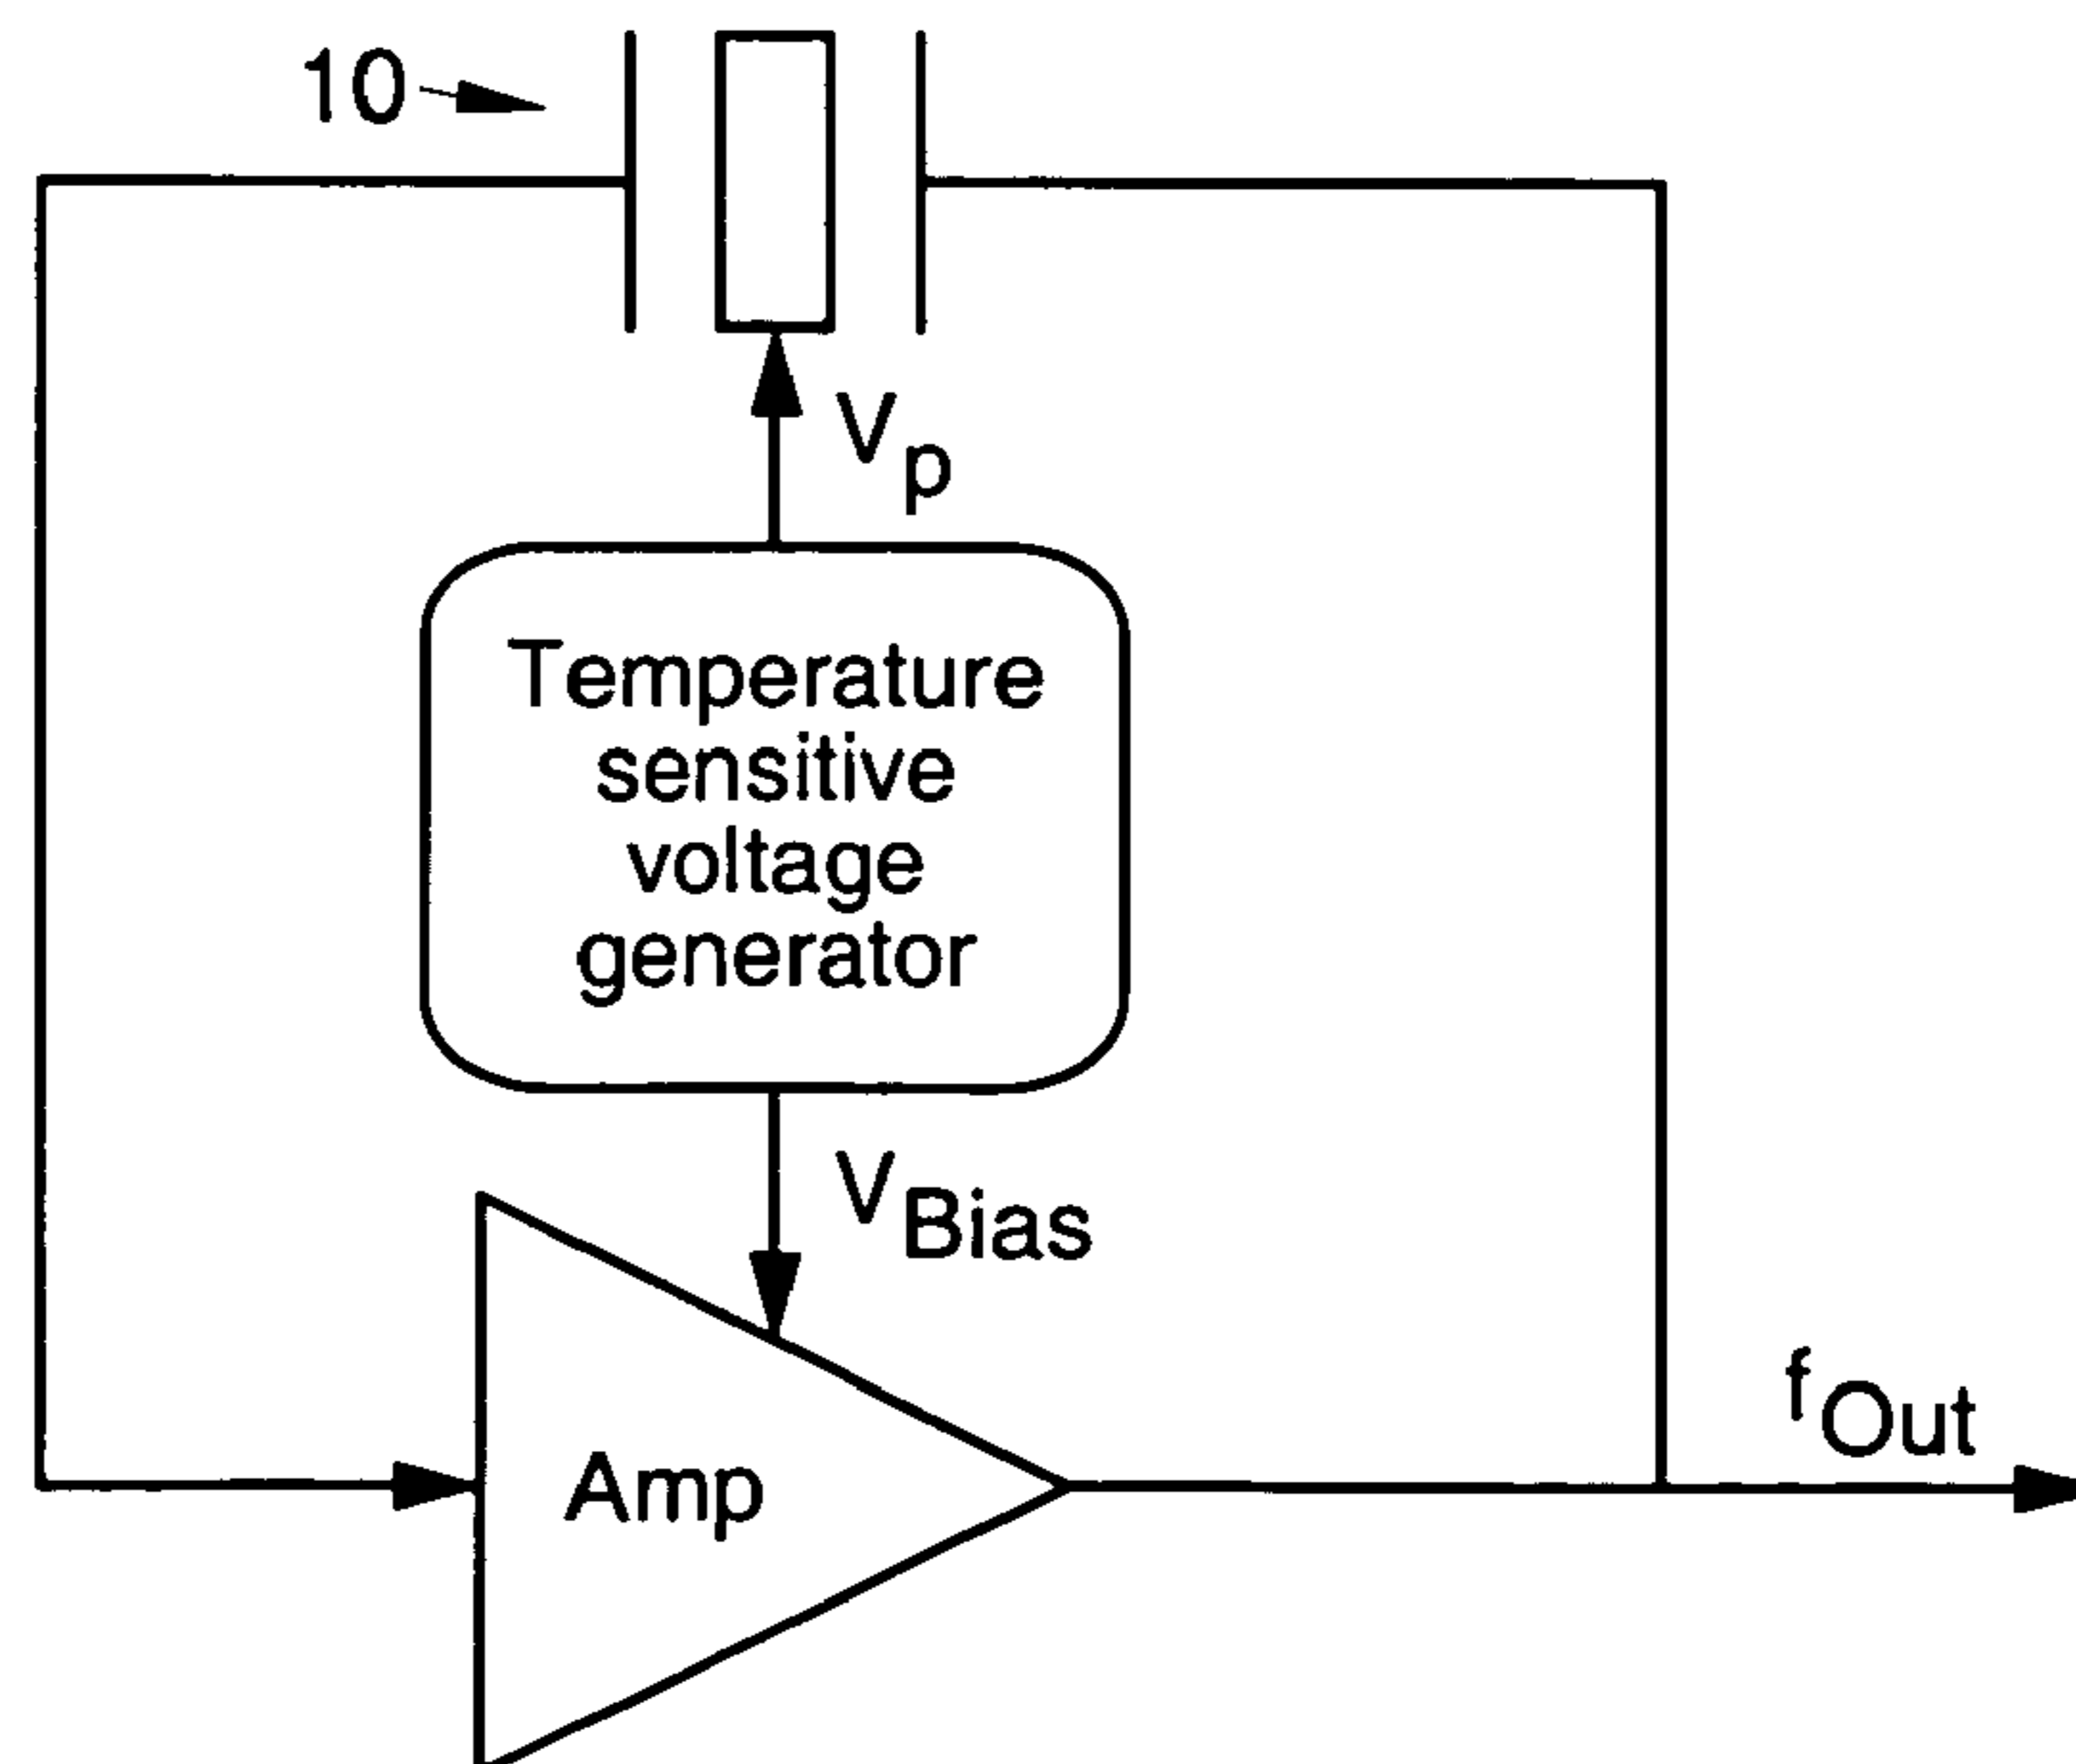 10
Vp
Temperature
sensitive
voltage
generator
VBias
Amp
fOut